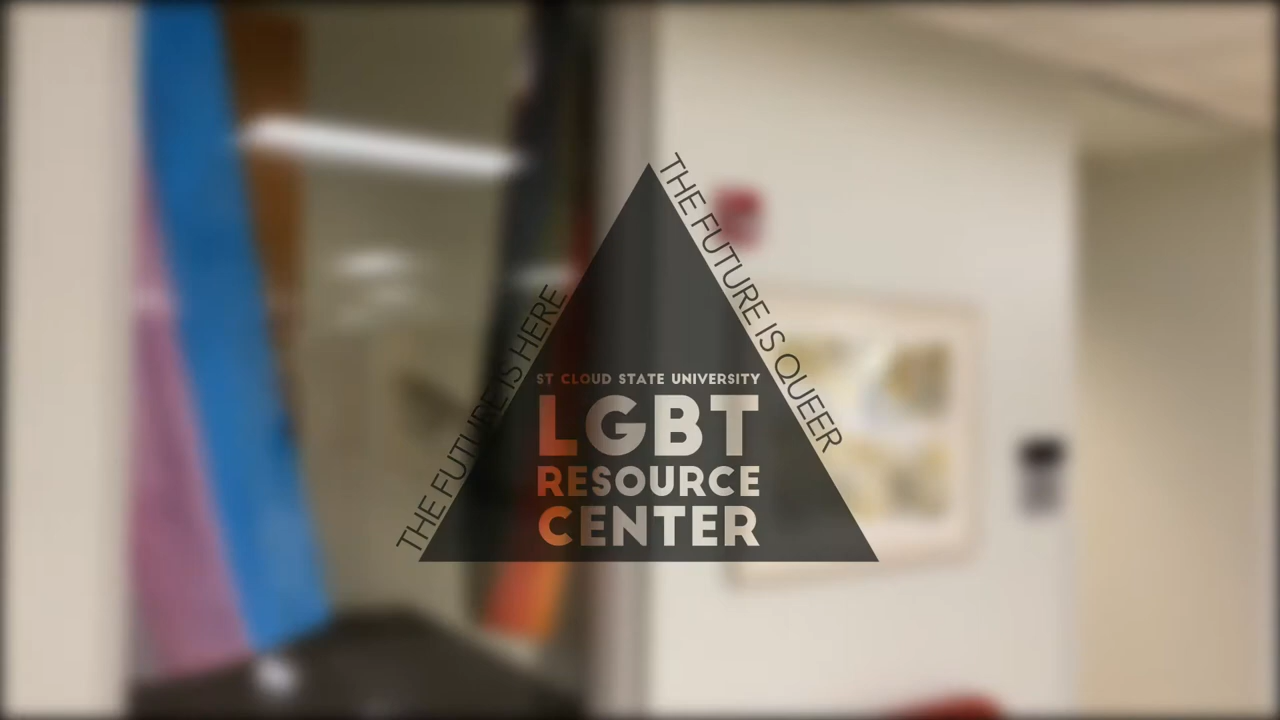 THE FUTURE IS HERE
THE FUTURE IS QUEER
ST CLOUD STATE UNIVERSITY
LGBT
RESOURCE
CENTER